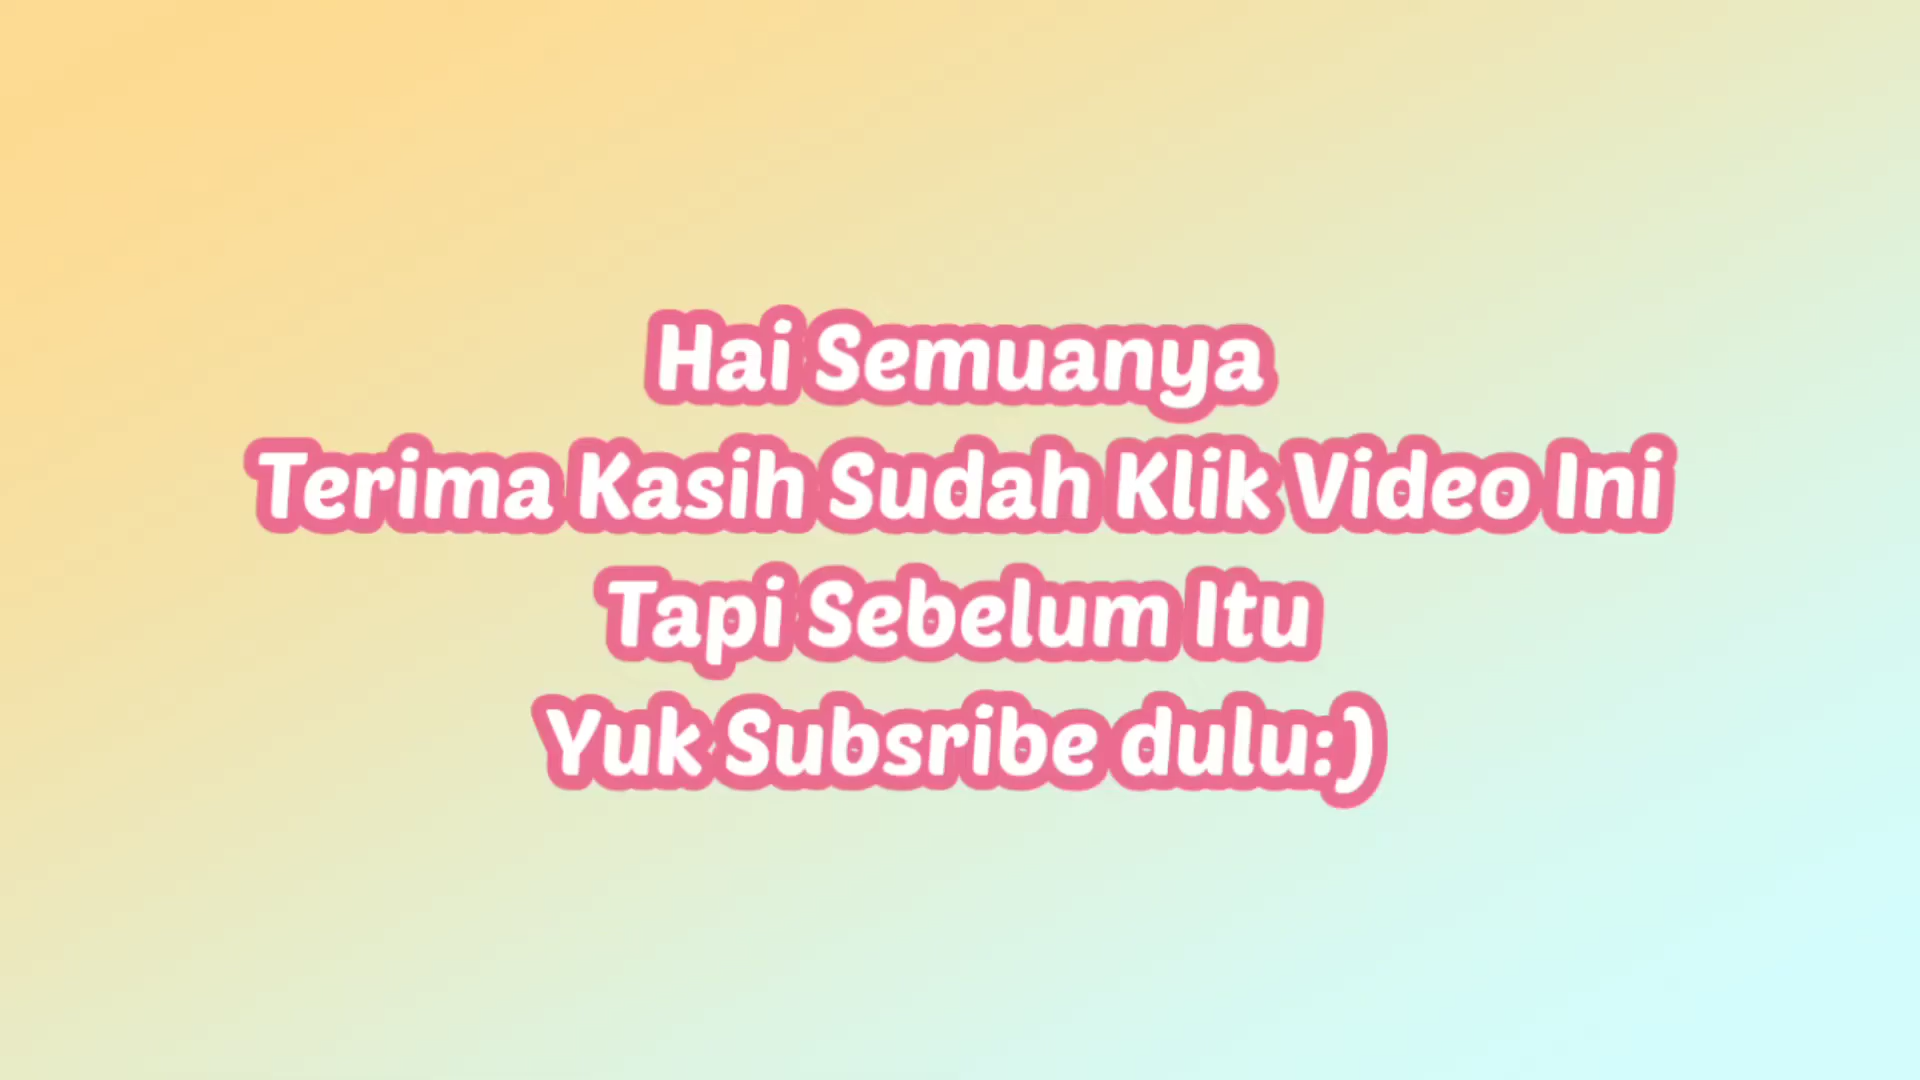 Hai Semuanya
Terima Kasih Sudah Klik Video Ini
Tapi Sebelum Itu
Yuk Subsribe dulu:)